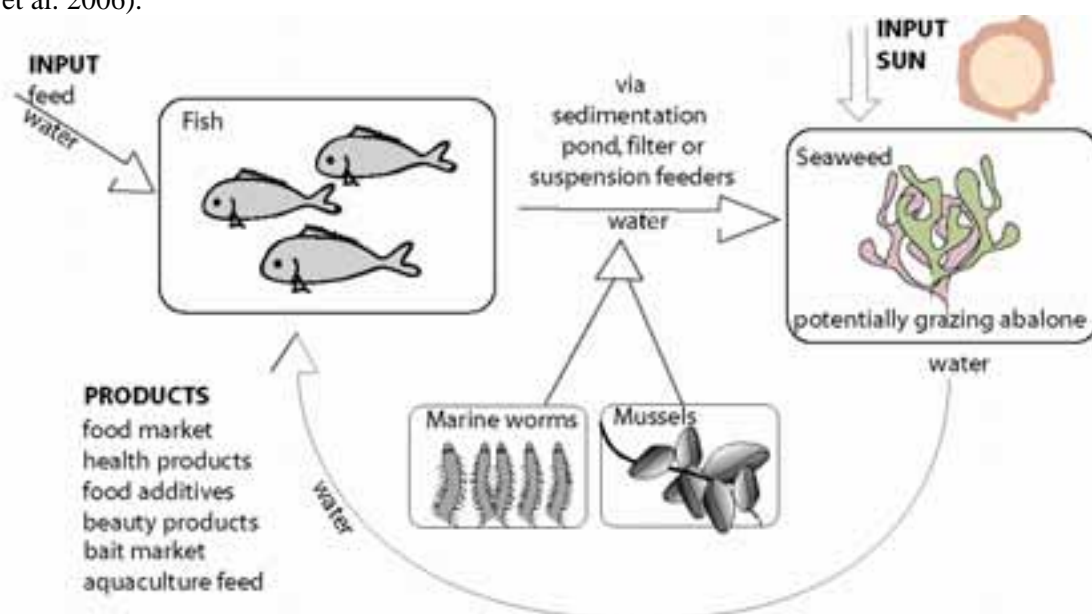 et al. 2006).
INPUT
feed
water
Fish
via
sedimentation
pond, filter or
suspension feeders
water
INPUT
SUN
Seaweed
potentially grazing abalone
water
Marine worms
Mussels
PRODUCTS
food market
health products
food additives
beauty products
bait market
aquaculture feed
water